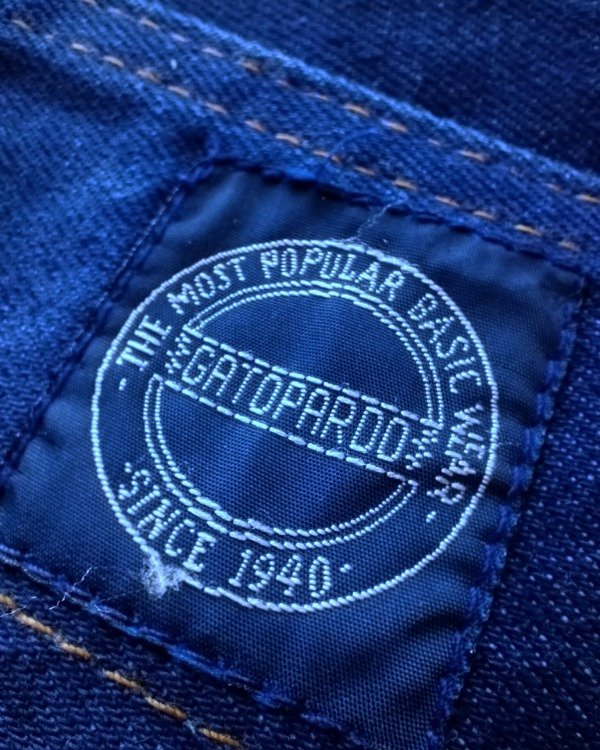 · THE MOST POPULAR BASIC WEAR ·
GATOPARDO
· SINCE 1940 ·